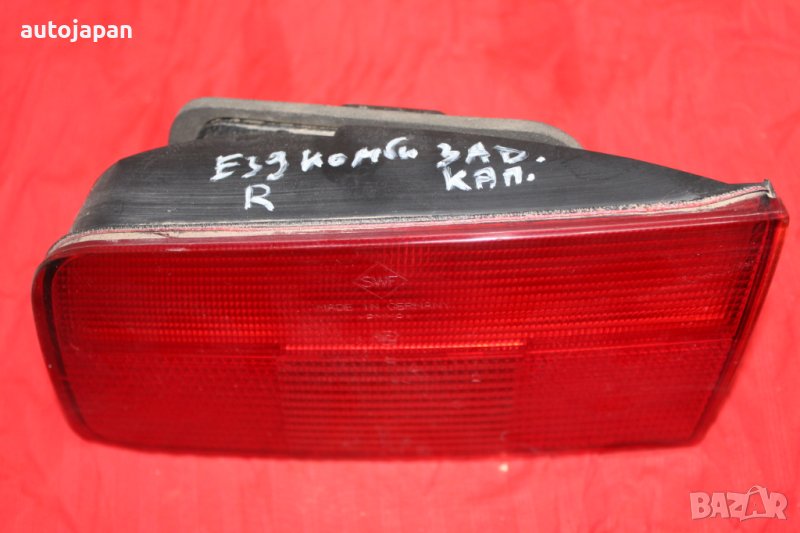 autojapan
E39 комби ЗАД.
R КАП.
SWF
MADE IN GERMANY
BAZAR